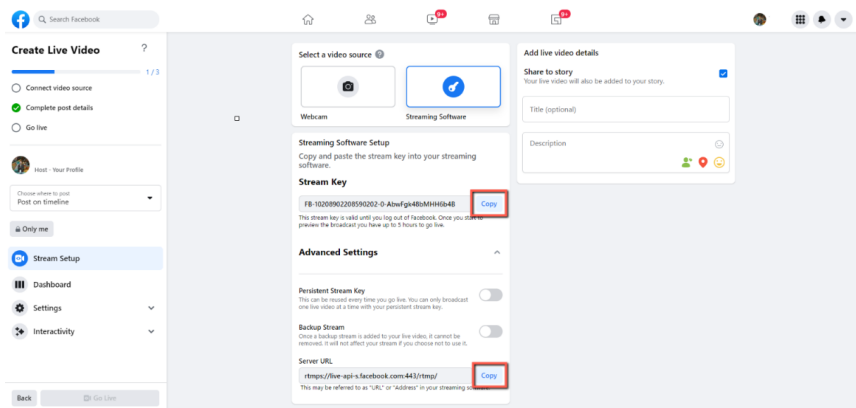 Search Facebook
9+
9+
Create Live Video
?
1 / 3
Connect video source
Complete post details
Go live
Host - Your Profile
Choose where to post
Post on timeline
Only me
Stream Setup
Dashboard
Settings
Interactivity
Back
Go Live
Select a video source
Webcam
Streaming Software
Streaming Software Setup
Copy and paste the stream key into your streaming
software.
Stream Key
FB-10208902208590202-0-AbwFgk4BbMHH6b4B
Copy
This stream key is valid until you log out of Facebook. Once you start to
preview the broadcast you have up to 5 hours to go live.
Advanced Settings
Persistent Stream Key
This can be reused every time you go live. You can only broadcast
one live video at a time with your persistent stream key.
Backup Stream
Once a backup stream is added to your live video, it cannot be
removed. It will not affect your stream if you choose not to use it.
Server URL
rtmps://live-api-s.facebook.com:443/rtmp/
Copy
This may be referred to as "URL" or "Address" in your streaming software.
Add live video details
Share to story
Your live video will also be added to your story.
Title (optional)
Description